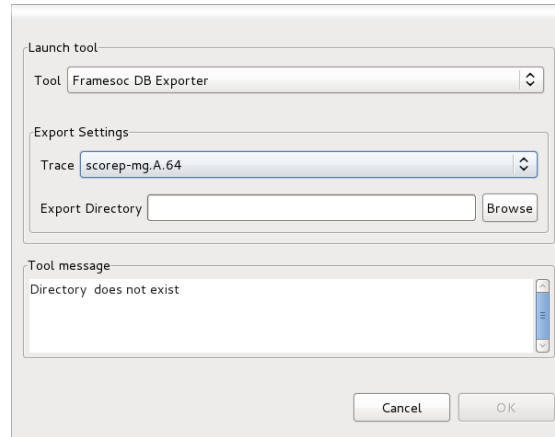 Launch tool
Tool Framesoc DB Exporter
Export Settings
Trace scorep-mg.A.64
Export Directory Browse
Tool message
Directory  does not exist
Cancel OK